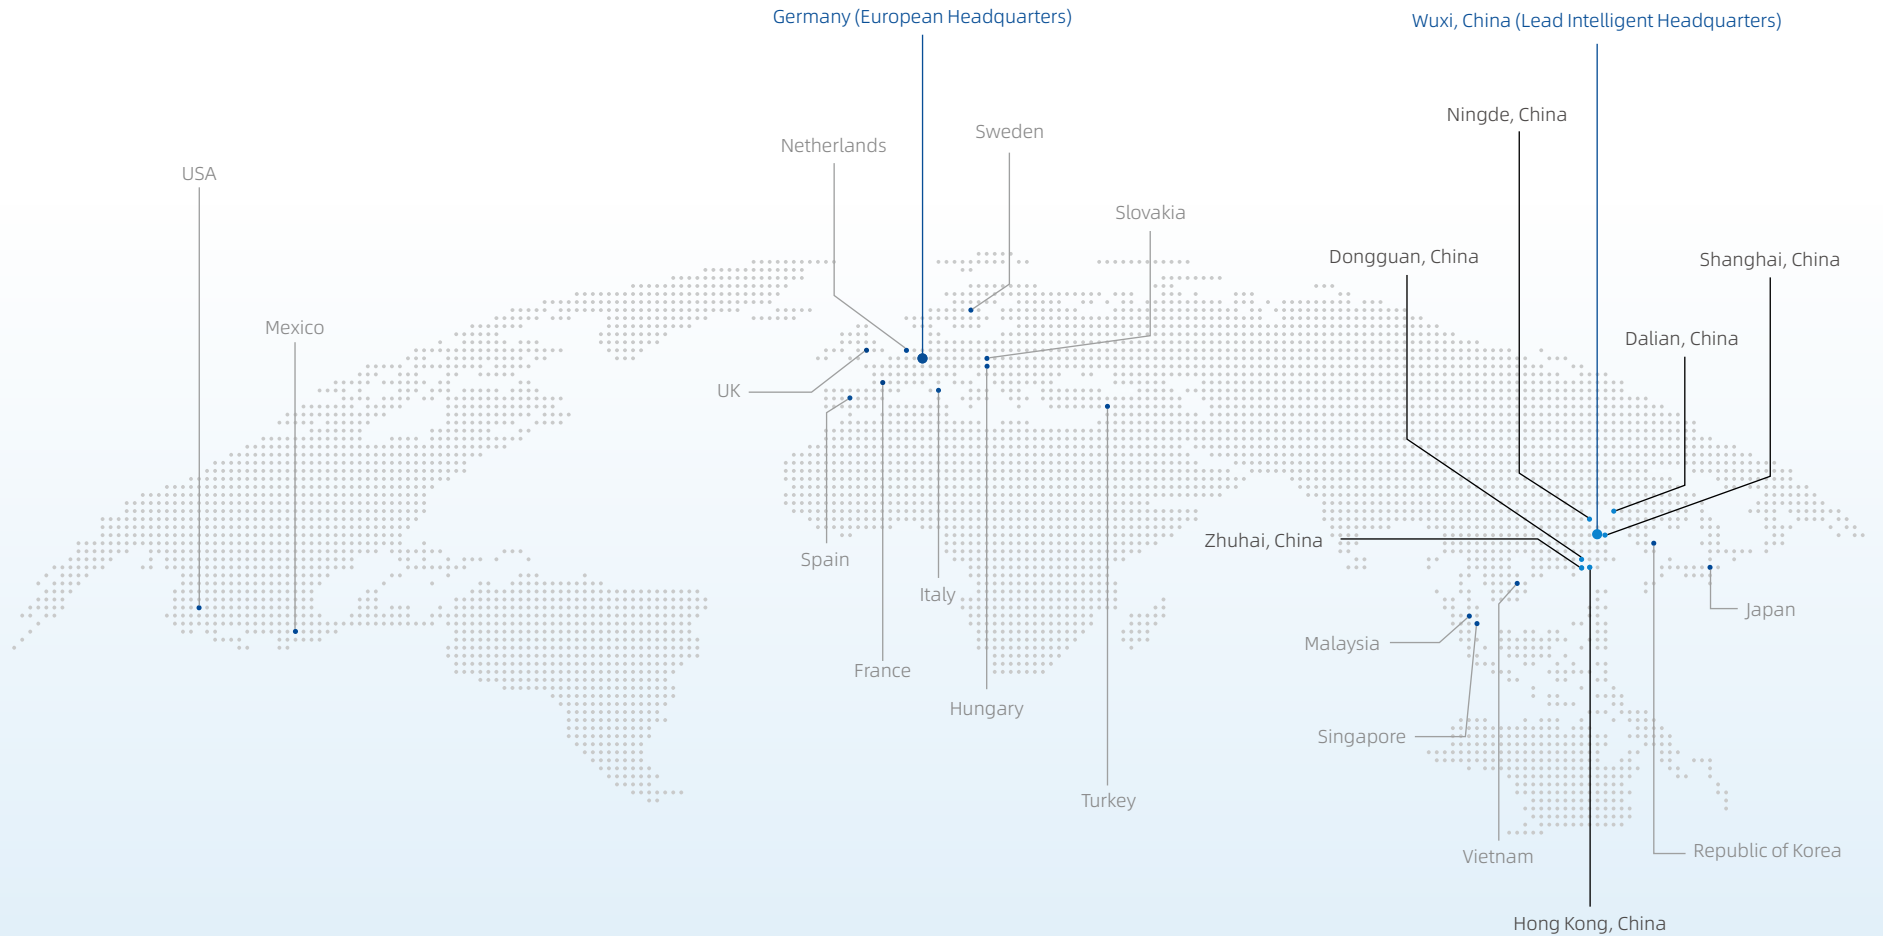 Germany (European Headquarters)
Wuxi, China (Lead Intelligent Headquarters)
Ningde, China
Sweden
Netherlands
USA
Slovakia
Dongguan, China
Shanghai, China
Mexico
Dalian, China
UK
Zhuhai, China
Spain
Italy
Japan
Malaysia
France
Hungary
Singapore
Turkey
Republic of Korea
Vietnam
Hong Kong, China